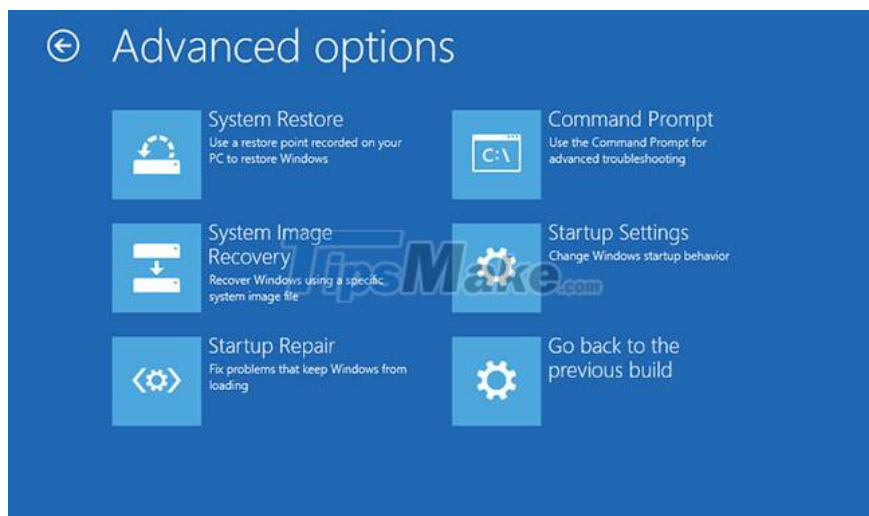 Advanced options
System Restore
Use a restore point recorded on your
PC to restore Windows
Command Prompt
C:\
Use the Command Prompt for
advanced troubleshooting
System Image
Recovery
Recover Windows using a specific
system image file
Startup Settings
Change Windows startup behavior
TipsMake.com
Startup Repair
Fix problems that keep Windows from
loading
Go back to the
previous build